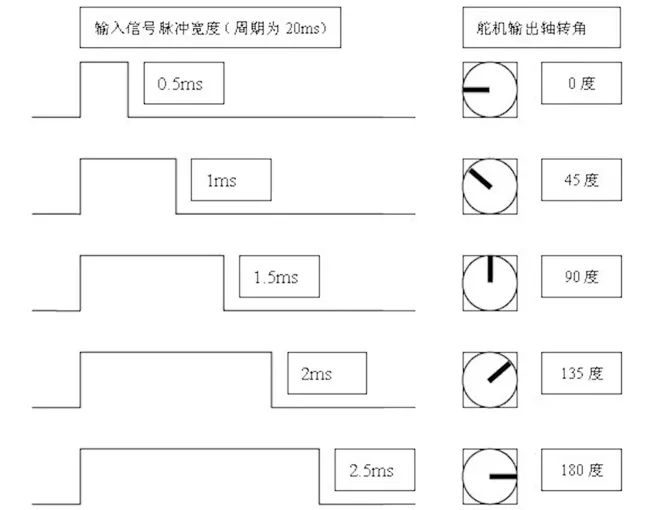 输入信号脉冲宽度（周期为 20ms）
舵机输出轴转角
0.5ms
0 度
1ms
45 度
1.5ms
90 度
2ms
135 度
2.5ms
180 度